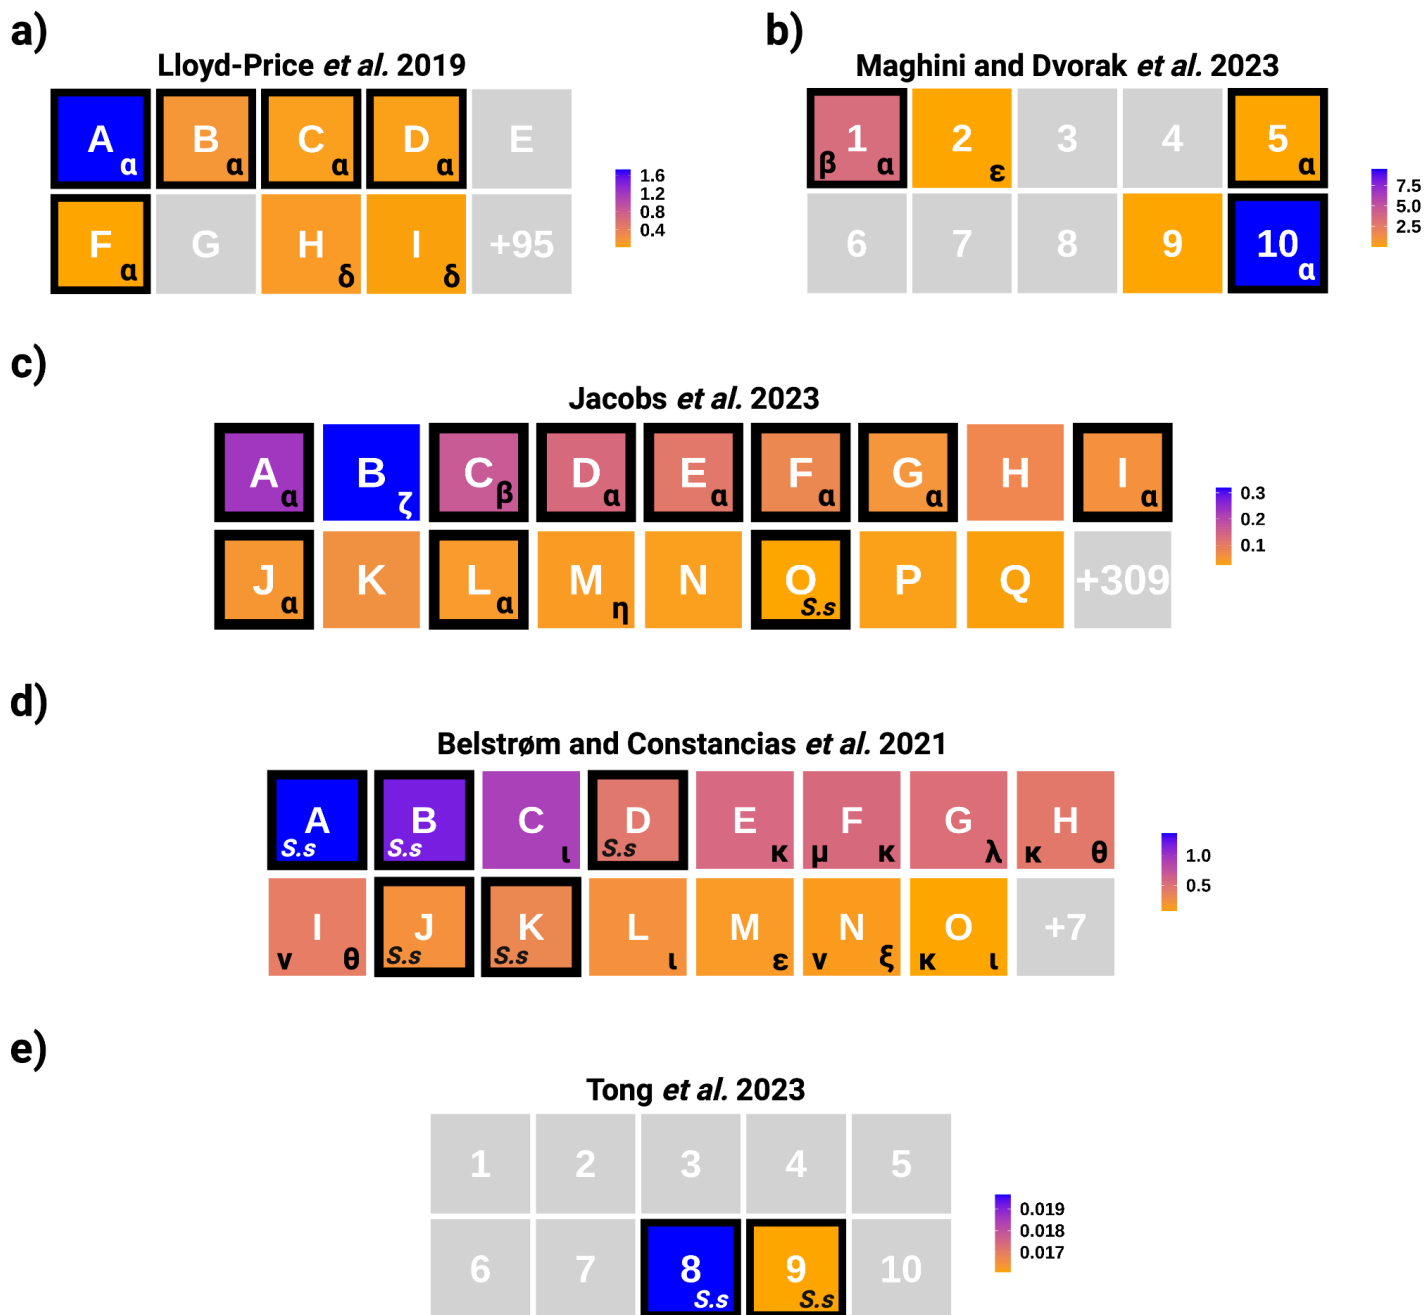 a)
Lloyd-Price et al. 2019
A α B α C α D α E
F α G H δ I δ +95
1.6
1.2
0.8
0.4
b)
Maghini and Dvorak et al. 2023
β 1 α 2 ε 3 4 5 α
6 7 8 9 10 α
7.5
5.0
2.5
c)
Jacobs et al. 2023
A α B ζ C β D α E α F α G α H I α
J α K L α M η N O S.s P Q +309
0.3
0.2
0.1
d)
Belstrøm and Constancias et al. 2021
A S.s B S.s C ι D S.s E κ F μ κ G λ H κ θ
I ν θ J S.s K S.s L ι M ε N ν ξ O κ ι +7
1.0
0.5
e)
Tong et al. 2023
1 2 3 4 5
6 7 8 S.s 9 S.s 10
0.019
0.018
0.017